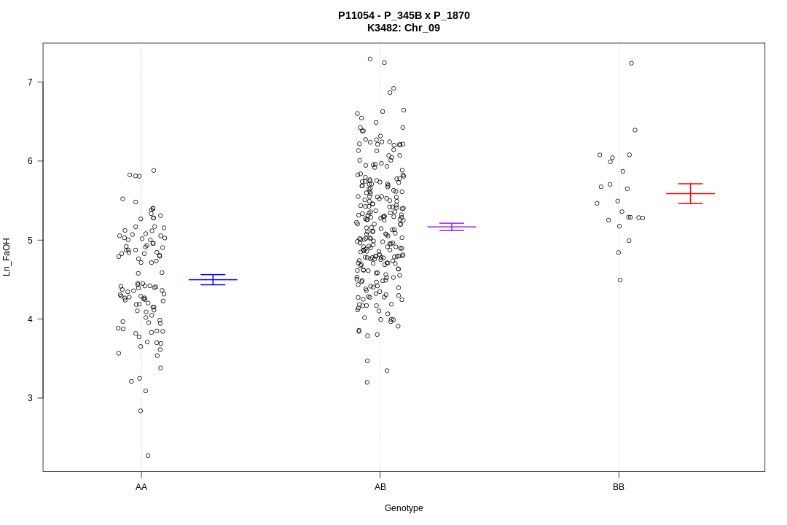 P11054 - P_345B x P_1870
K3482: Chr_09
7
6
5
4
3
Ln_FaOH
AA
AB
BB
Genotype